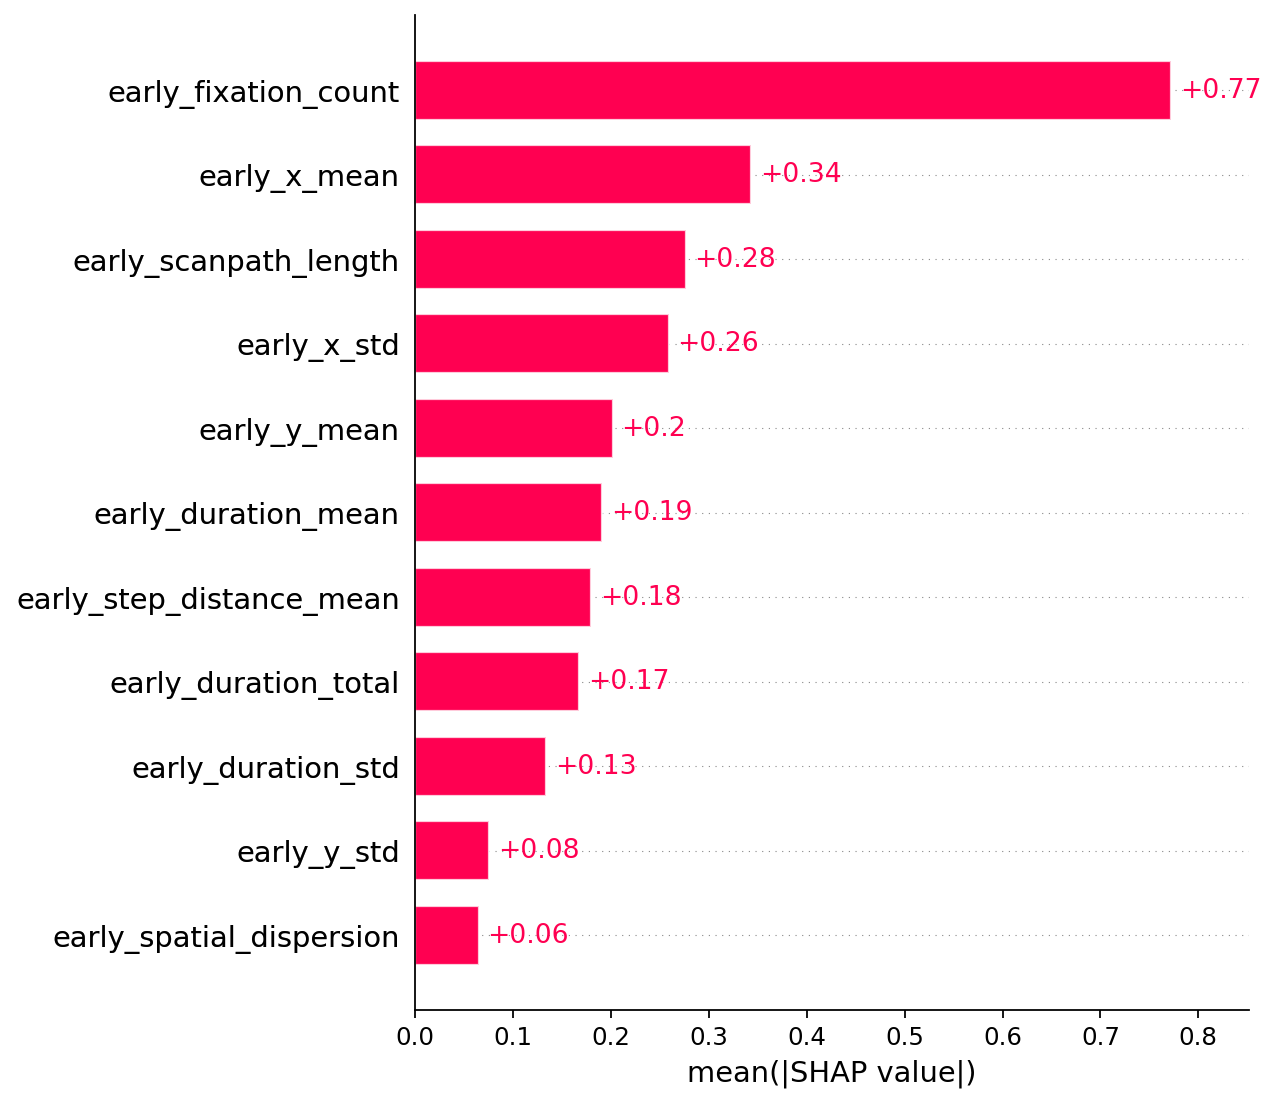 early_fixation_count +0.77
early_x_mean +0.34
early_scanpath_length +0.28
early_x_std +0.26
early_y_mean +0.2
early_duration_mean +0.19
early_step_distance_mean +0.18
early_duration_total +0.17
early_duration_std +0.13
early_y_std +0.08
early_spatial_dispersion +0.06
0.0 0.1 0.2 0.3 0.4 0.5 0.6 0.7 0.8
mean(|SHAP value|)